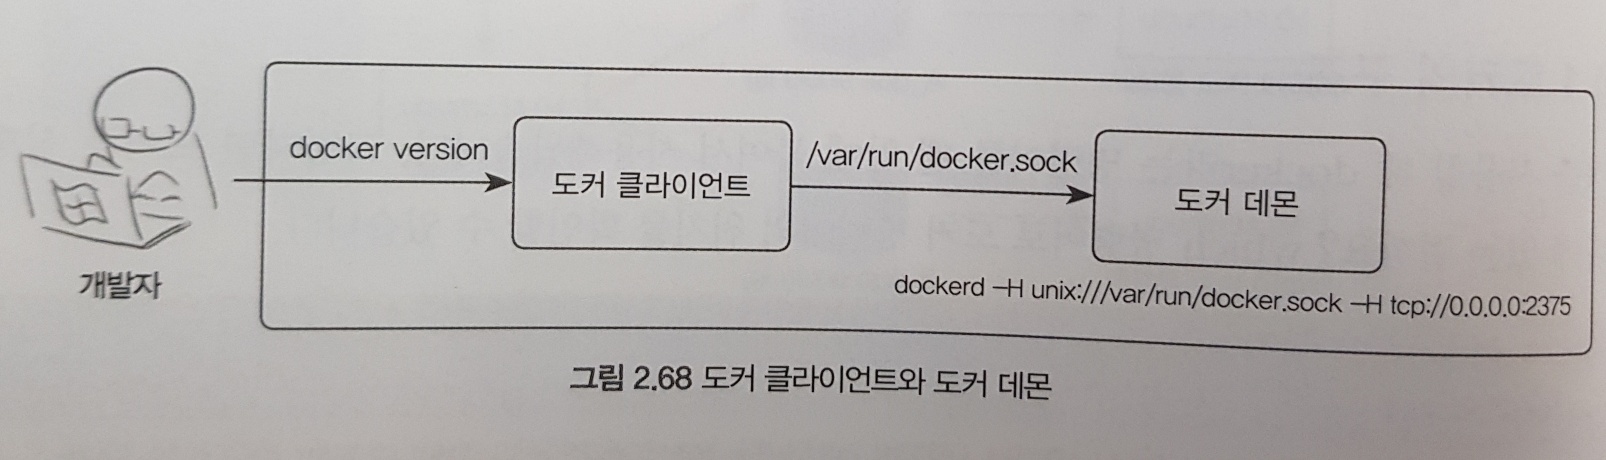 docker version
도커 클라이언트
/var/run/docker.sock
도커 데몬
개발자
dockerd -H unix:///var/run/docker.sock -H tcp://0.0.0.0:2375
그림 2.68 도커 클라이언트와 도커 데몬